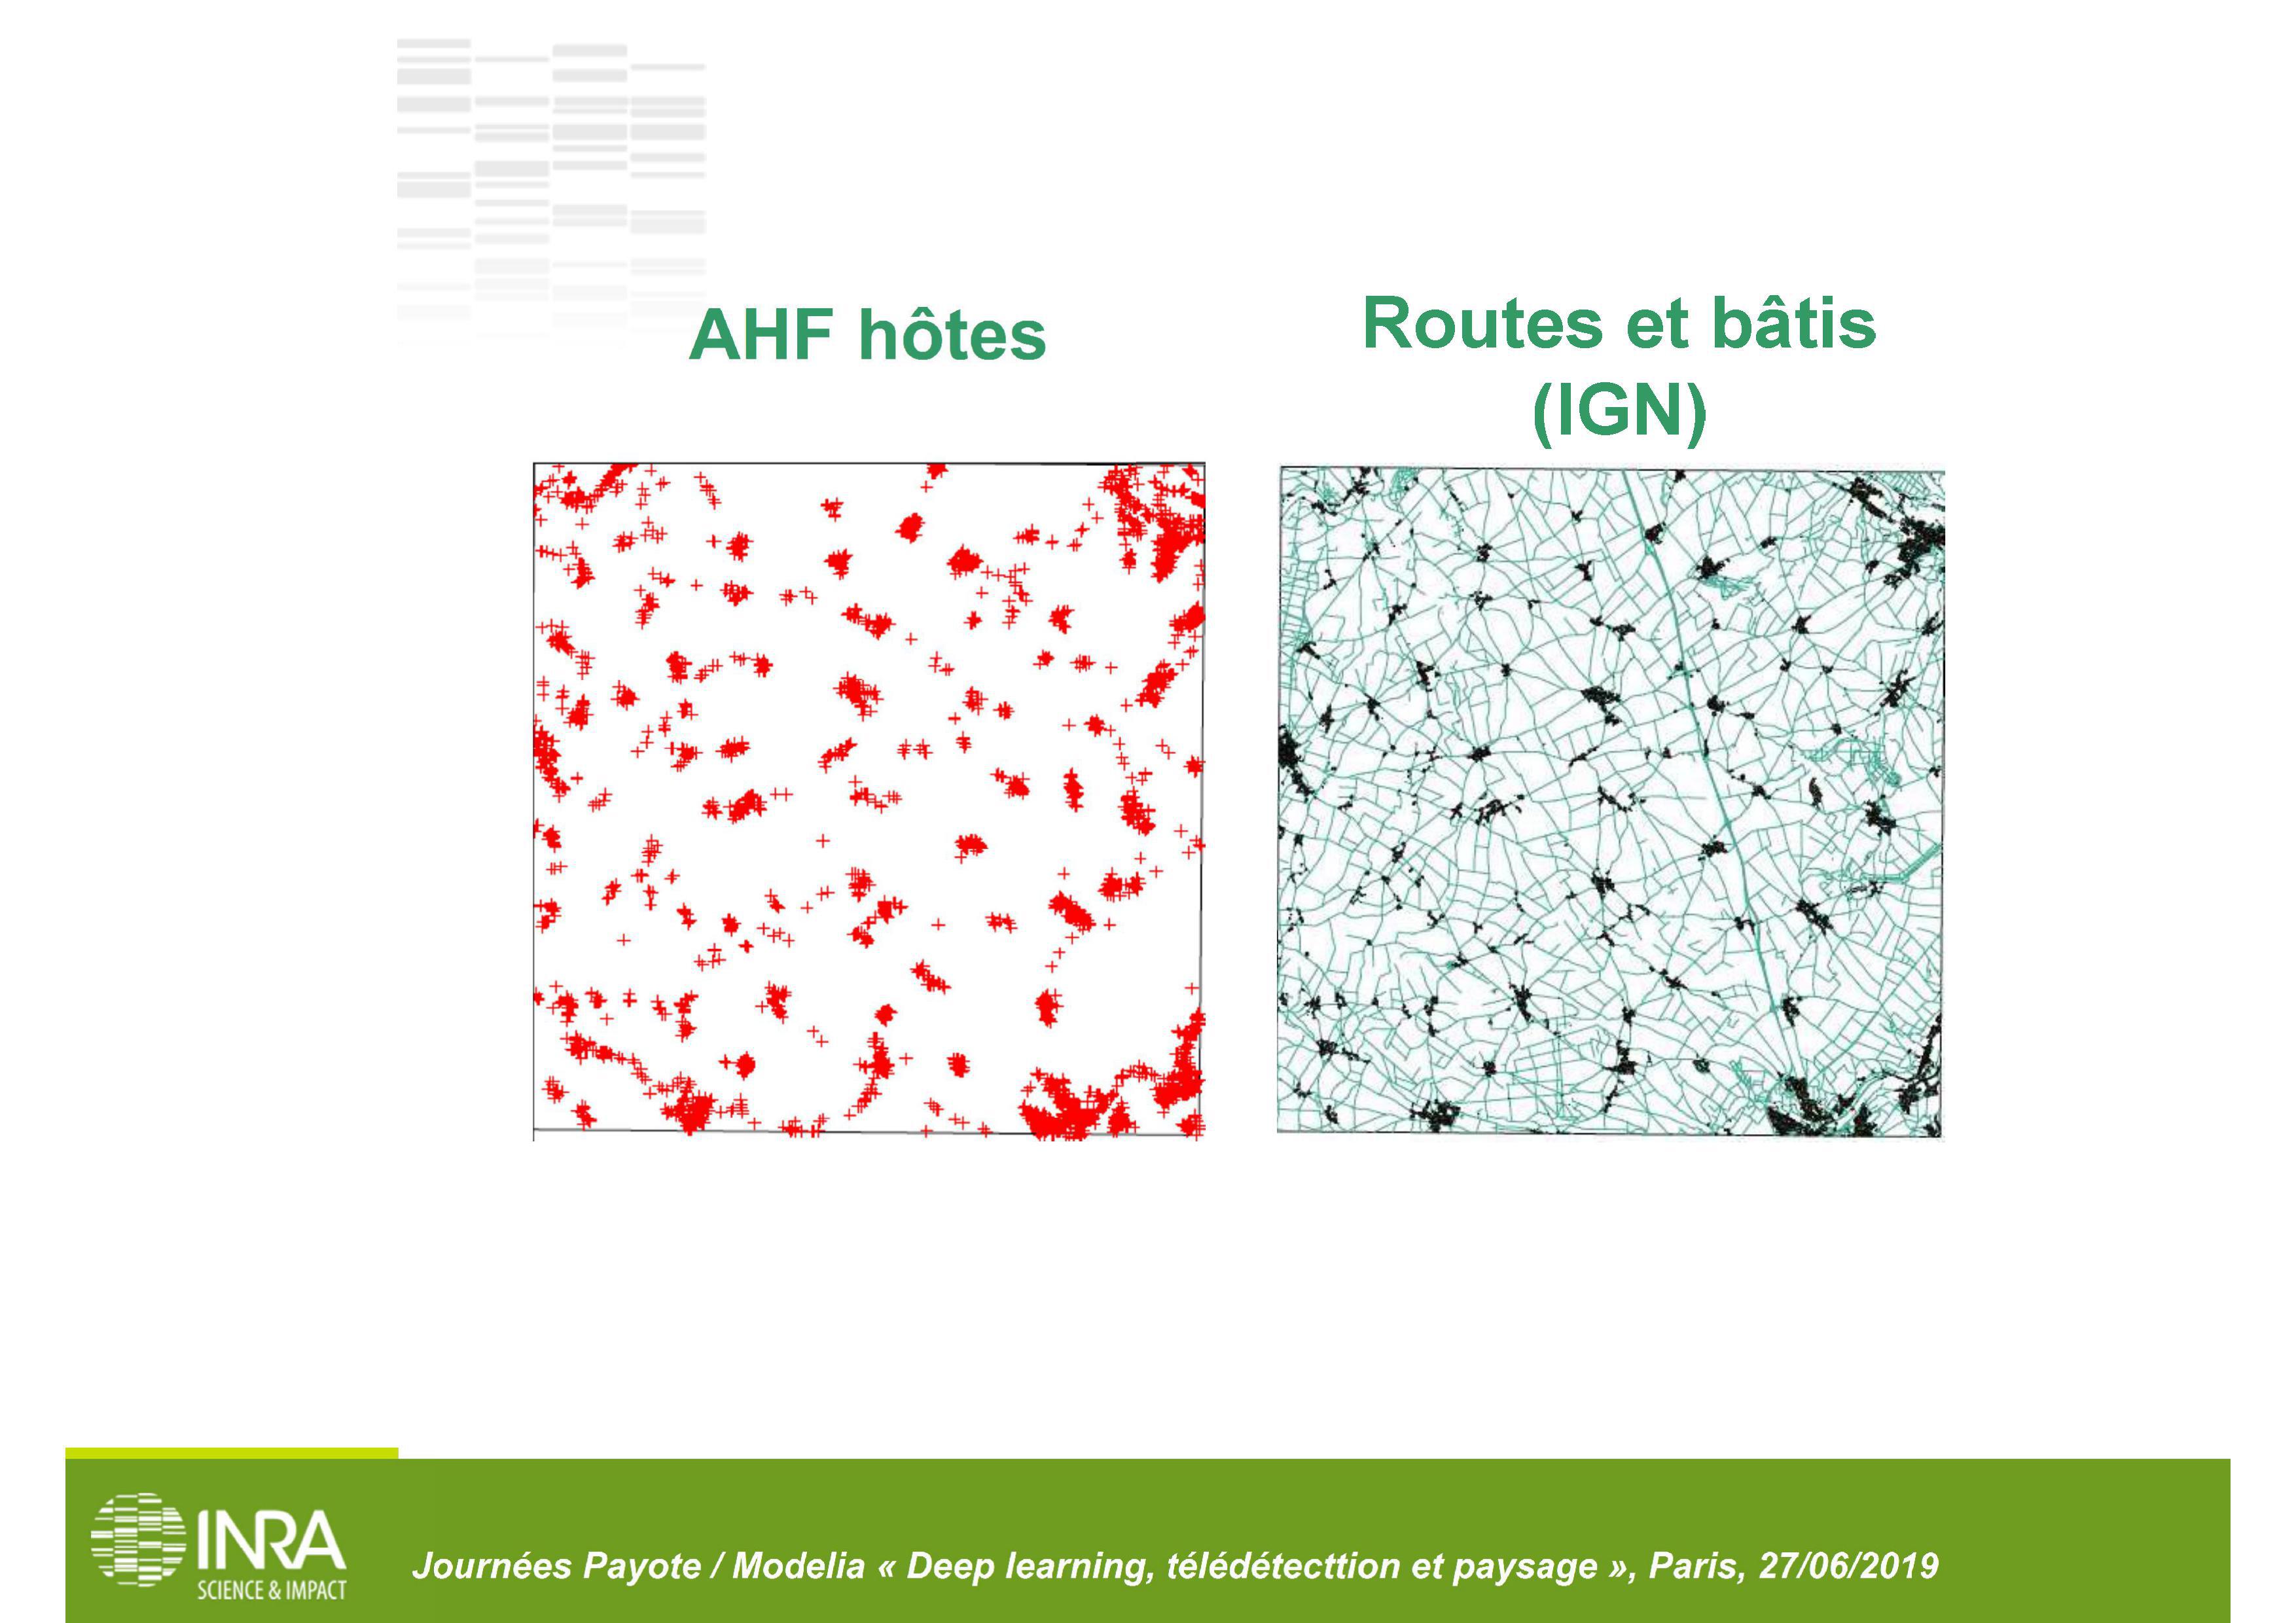 AHF hôtes
Routes et bâtis
(IGN)
INRA
SCIENCE & IMPACT
Journées Payote / Modelia « Deep learning, télédétecttion et paysage », Paris, 27/06/2019